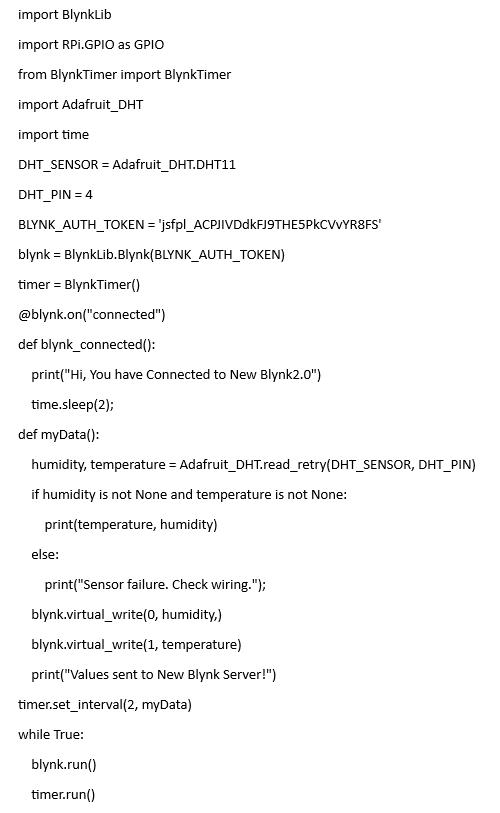 import BlynkLib
import RPi.GPIO as GPIO
from BlynkTimer import BlynkTimer
import Adafruit_DHT
import time
DHT_SENSOR = Adafruit_DHT.DHT11
DHT_PIN = 4
BLYNK_AUTH_TOKEN = 'jsfpl_ACPJIVDdkFJ9THE5PkCVvYR8FS'
blynk = BlynkLib.Blynk(BLYNK_AUTH_TOKEN)
timer = BlynkTimer()
@blynk.on("connected")
def blynk_connected():
    print("Hi, You have Connected to New Blynk2.0")
    time.sleep(2);
def myData():
    humidity, temperature = Adafruit_DHT.read_retry(DHT_SENSOR, DHT_PIN)
    if humidity is not None and temperature is not None:
        print(temperature, humidity)
    else:
        print("Sensor failure. Check wiring.");
    blynk.virtual_write(0, humidity,)
    blynk.virtual_write(1, temperature)
    print("Values sent to New Blynk Server!")
timer.set_interval(2, myData)
while True:
    blynk.run()
    timer.run()